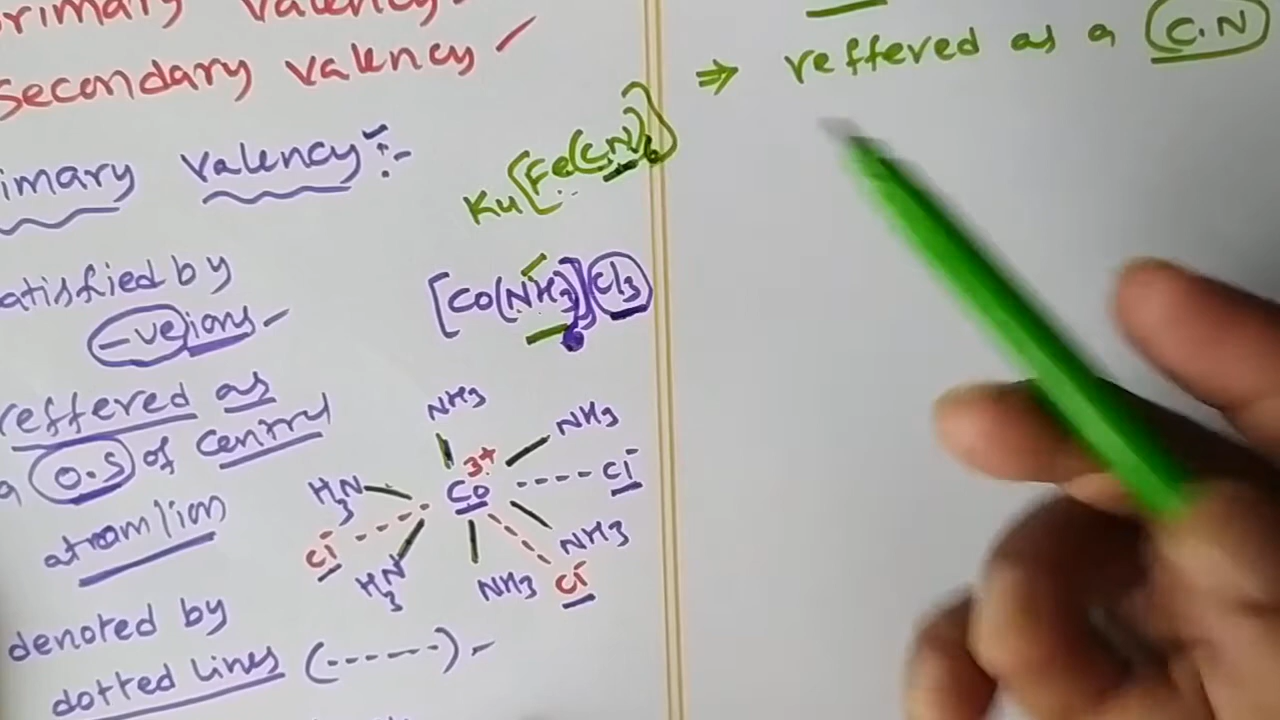 Primary valency
Secondary valency
imary valency:-
atisfied by
-ve ions
reffered as
a O.S of central
atom/ion
denoted by
dotted lines (------)
K4[Fe(CN)6]
[Co(NH3)6]Cl3
NH3
NH3
3+
Co
Cl-
H3N
Cl-
H3N
NH3
NH3
Cl-
⇒ reffered as a C.N